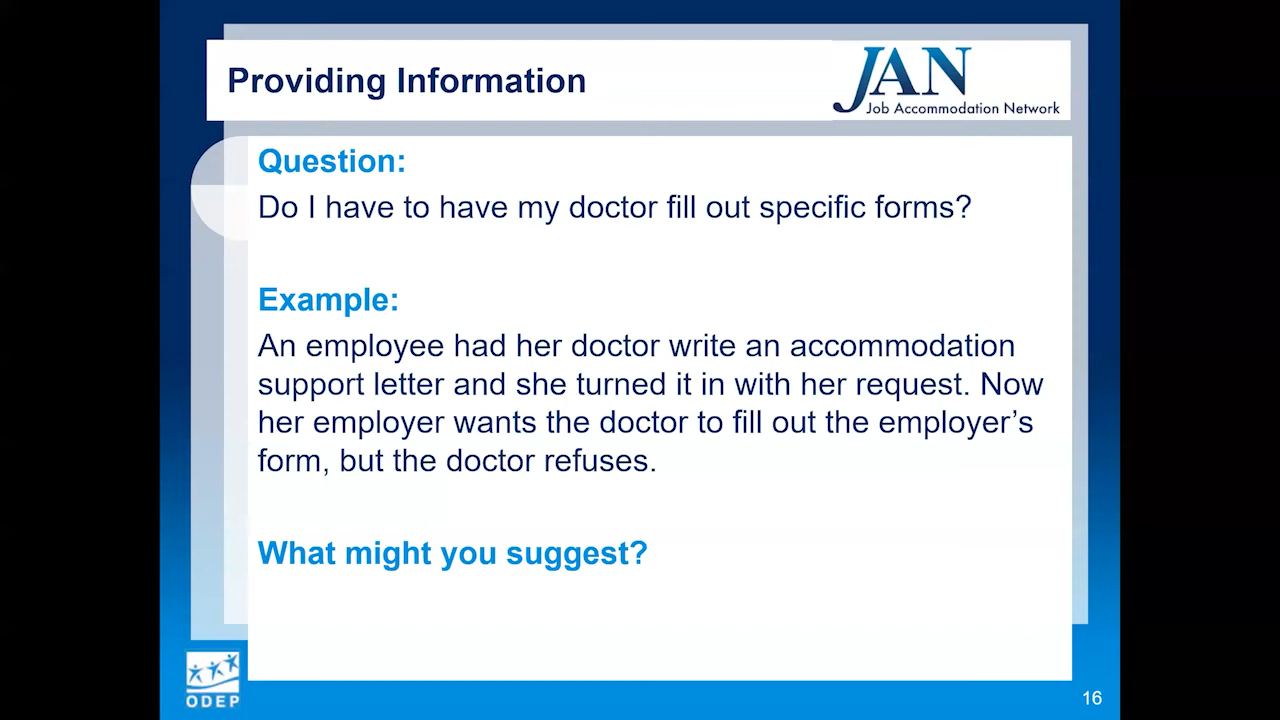 Providing Information
JAN
Job Accommodation Network
Question:
Do I have to have my doctor fill out specific forms?
Example:
An employee had her doctor write an accommodation
support letter and she turned it in with her request. Now
her employer wants the doctor to fill out the employer’s
form, but the doctor refuses.
What might you suggest?
ODEP
16